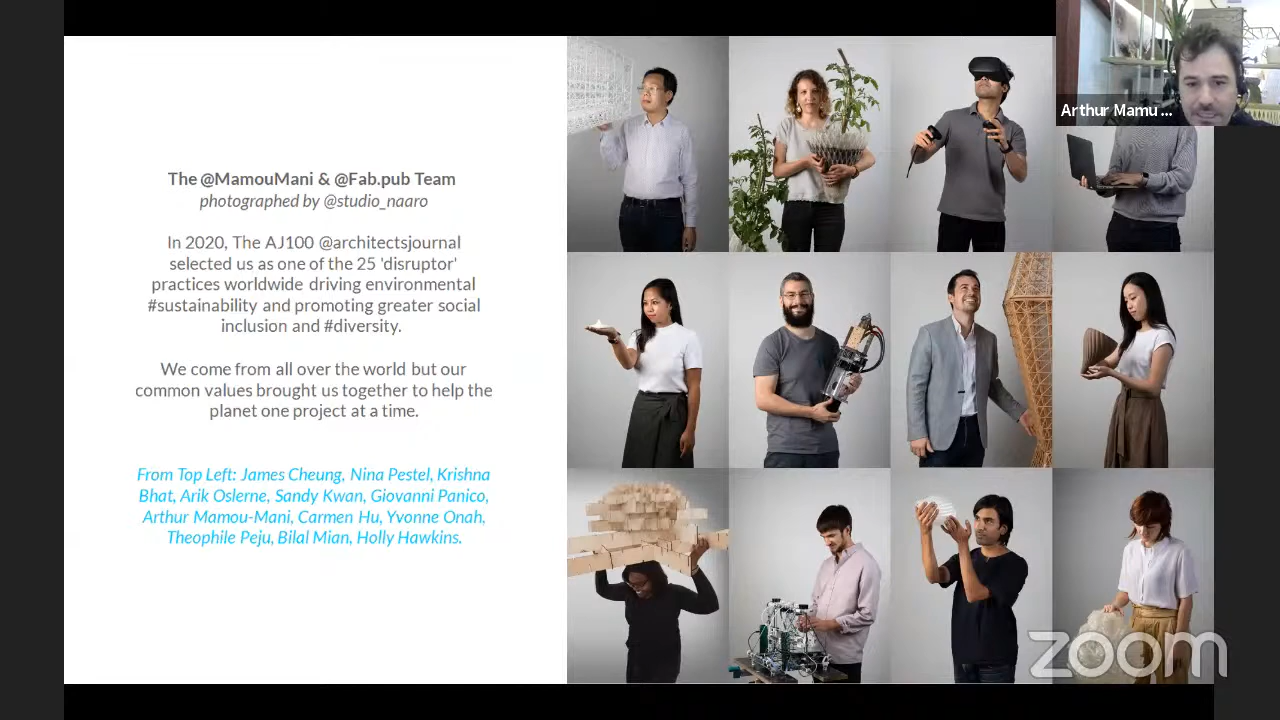 The @MamouMani & @Fab.pub Team
photographed by @studio_naaro
In 2020, The AJ100 @architectsjournal
selected us as one of the 25 'disruptor'
practices worldwide driving environmental
#sustainability and promoting greater social
inclusion and #diversity.
We come from all over the world but our
common values brought us together to help the
planet one project at a time.
From Top Left: James Cheung, Nina Pestel, Krishna
Bhat, Arik Oslerne, Sandy Kwan, Giovanni Panico,
Arthur Mamou-Mani, Carmen Hu, Yvonne Onah,
Theophile Peju, Bilal Mian, Holly Hawkins.
Arthur Mamu ...
zoom